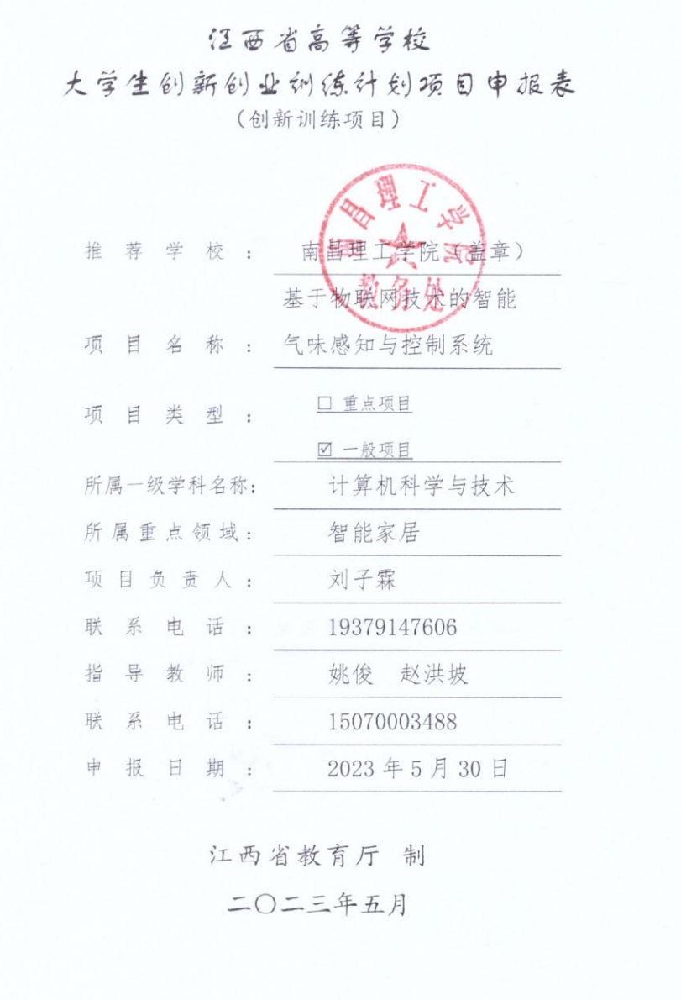 江西省高等学校
大学生创新创业训练计划项目申报表
（创新训练项目）
南昌理工学院
教务处
推荐学校： 南昌理工学院（盖章）
基于物联网技术的智能
项目名称： 气味感知与控制系统
项目类型： □ 重点项目
☑ 一般项目
所属一级学科名称： 计算机科学与技术
所属重点领域： 智能家居
项目负责人： 刘子霖
联系电话： 19379147606
指导教师： 姚俊 赵洪坡
联系电话： 15070003488
申报日期： 2023 年 5 月 30 日
江西省教育厅 制
二〇二三年五月